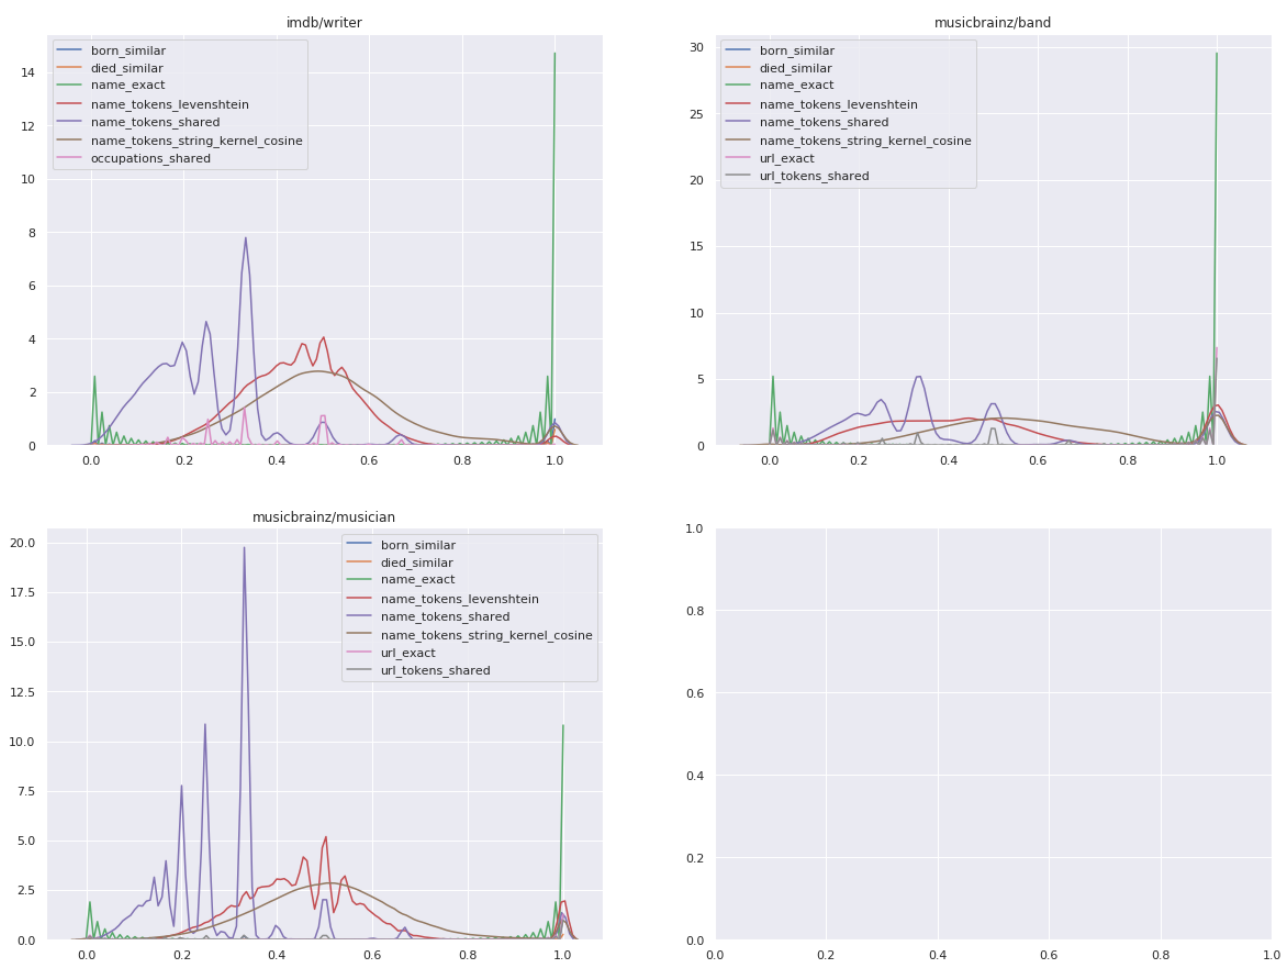 imdb/writer
14
12
10
8
6
4
2
0
born_similar
died_similar
name_exact
name_tokens_levenshtein
name_tokens_shared
name_tokens_string_kernel_cosine
occupations_shared
0.0 0.2 0.4 0.6 0.8 1.0
musicbrainz/band
30
25
20
15
10
5
0
born_similar
died_similar
name_exact
name_tokens_levenshtein
name_tokens_shared
name_tokens_string_kernel_cosine
url_exact
url_tokens_shared
0.0 0.2 0.4 0.6 0.8 1.0
musicbrainz/musician
20.0
17.5
15.0
12.5
10.0
7.5
5.0
2.5
0.0
born_similar
died_similar
name_exact
name_tokens_levenshtein
name_tokens_shared
name_tokens_string_kernel_cosine
url_exact
url_tokens_shared
0.0 0.2 0.4 0.6 0.8 1.0
1.0
0.8
0.6
0.4
0.2
0.0
0.0 0.2 0.4 0.6 0.8 1.0